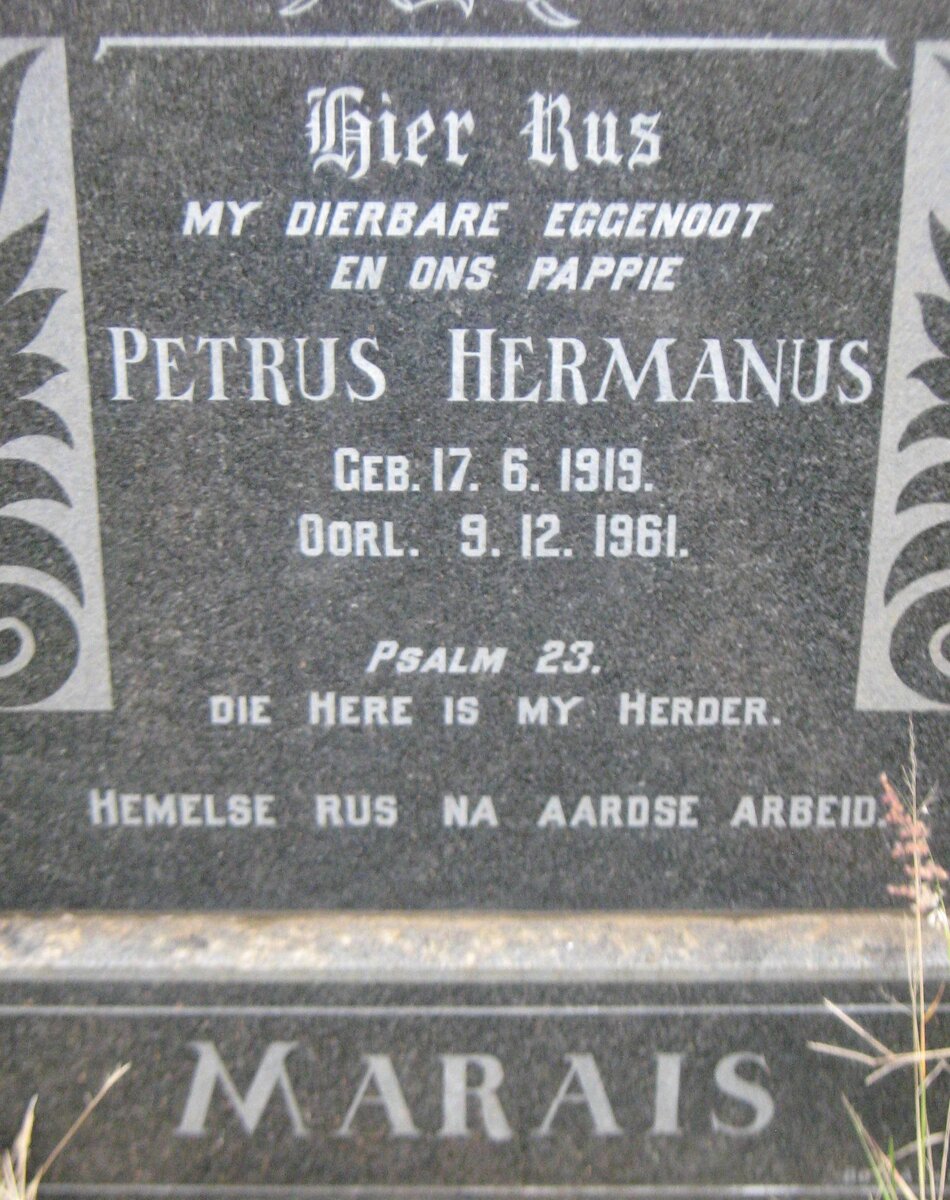 Hier Rus
MY DIERBARE EGGENOOT
EN ONS PAPPIE
PETRUS HERMANUS
GEB. 17. 6. 1919.
OORL. 9. 12. 1961.
PSALM 23.
DIE HERE IS MY HERDER.
HEMELSE RUS NA AARDSE ARBEID.
MARAIS